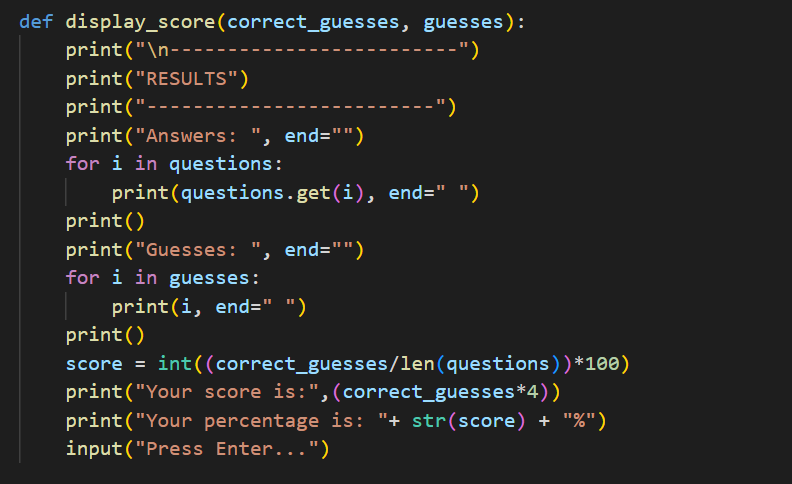 def display_score(correct_guesses, guesses):
    print("\n-------------------------")
    print("RESULTS")
    print("-------------------------")
    print("Answers: ", end="")
    for i in questions:
        print(questions.get(i), end=" ")
    print()
    print("Guesses: ", end="")
    for i in guesses:
        print(i, end=" ")
    print()
    score = int((correct_guesses/len(questions))*100)
    print("Your score is:",(correct_guesses*4))
    print("Your percentage is: "+ str(score) + "%")
    input("Press Enter...")